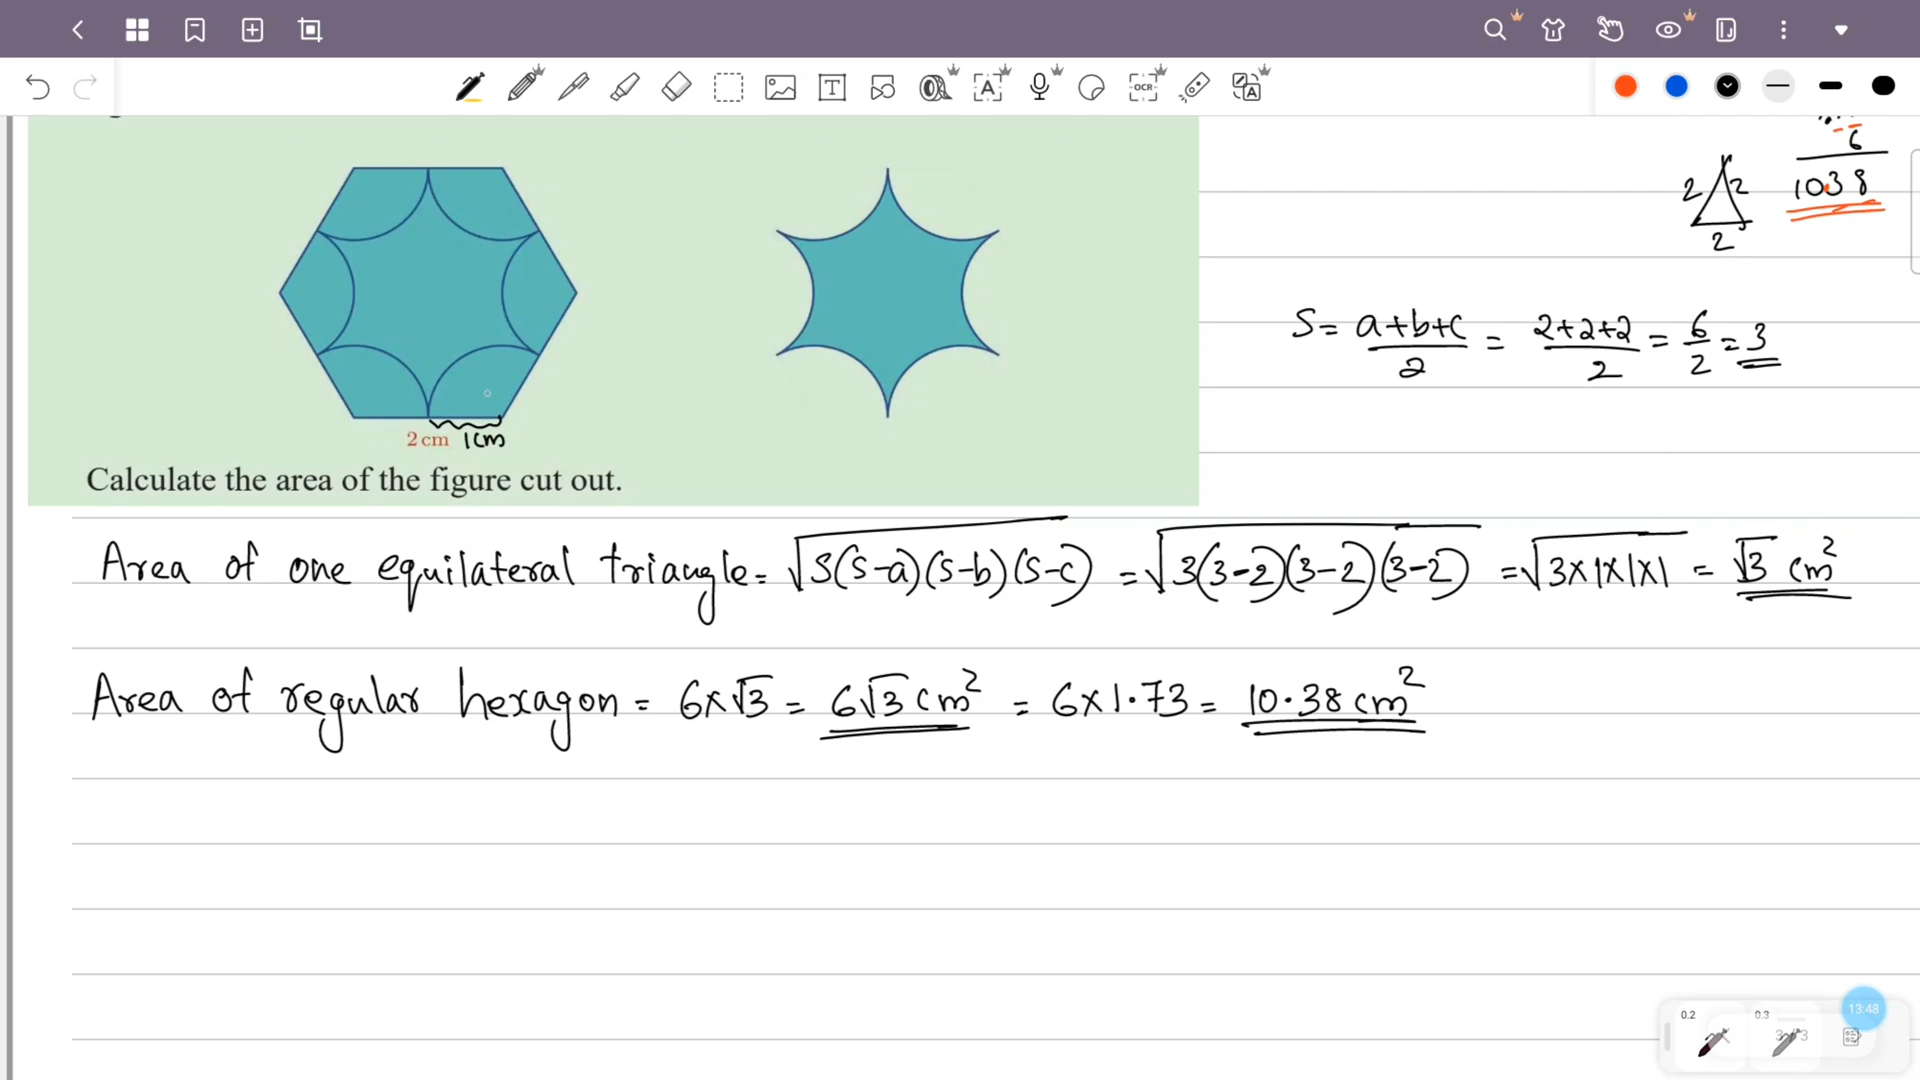 6
1038
2 2
2
S = a+b+c/2 = 2+2+2/2 = 6/2 = 3
2 cm 1cm
Calculate the area of the figure cut out.
Area of one equilateral triangle = √S(s-a)(s-b)(s-c) = √3(3-2)(3-2)(3-2) = √3×1×1×1 = √3 cm²
Area of regular hexagon = 6×√3 = 6√3 cm² = 6×1.73 = 10.38 cm²
13:48
0.2 0.3